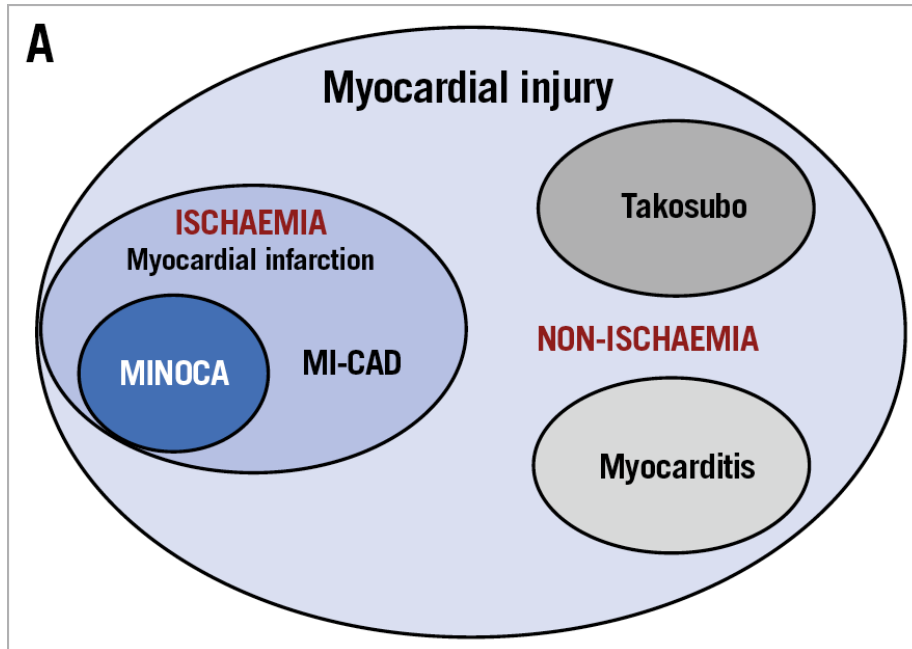 A
Myocardial injury
Takosubo
ISCHAEMIA
Myocardial infarction
NON-ISCHAEMIA
MINOCA
MI-CAD
Myocarditis